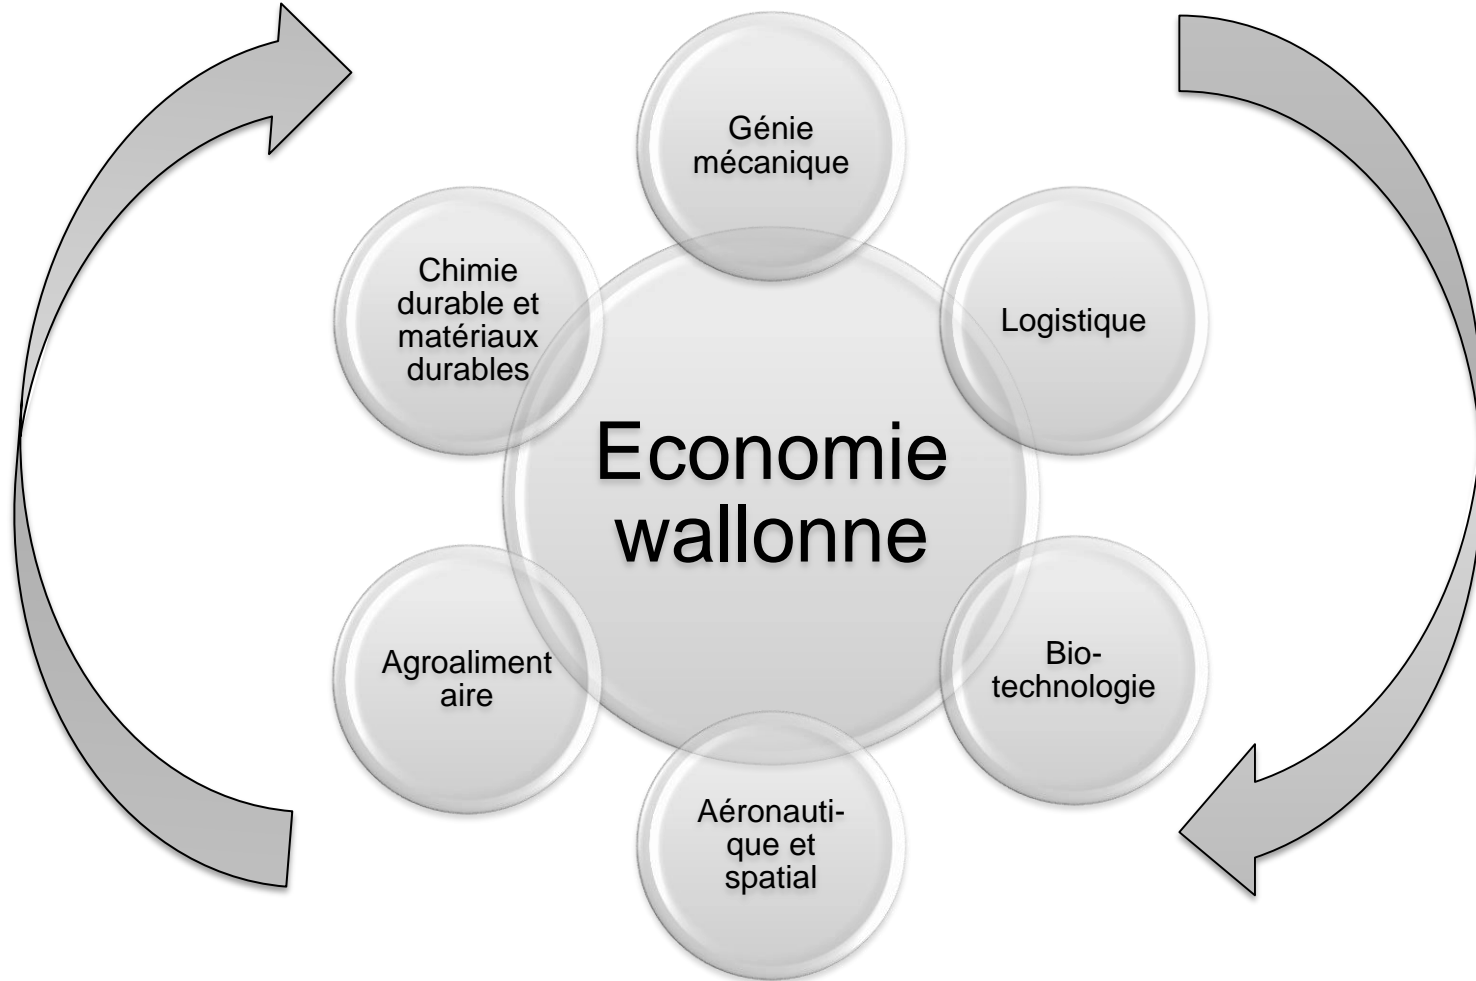 Génie
mécanique
Chimie
durable et
matériaux
durables
Logistique
Economie
wallonne
Agroaliment
aire
Bio-
technologie
Aéronauti-
que et
spatial